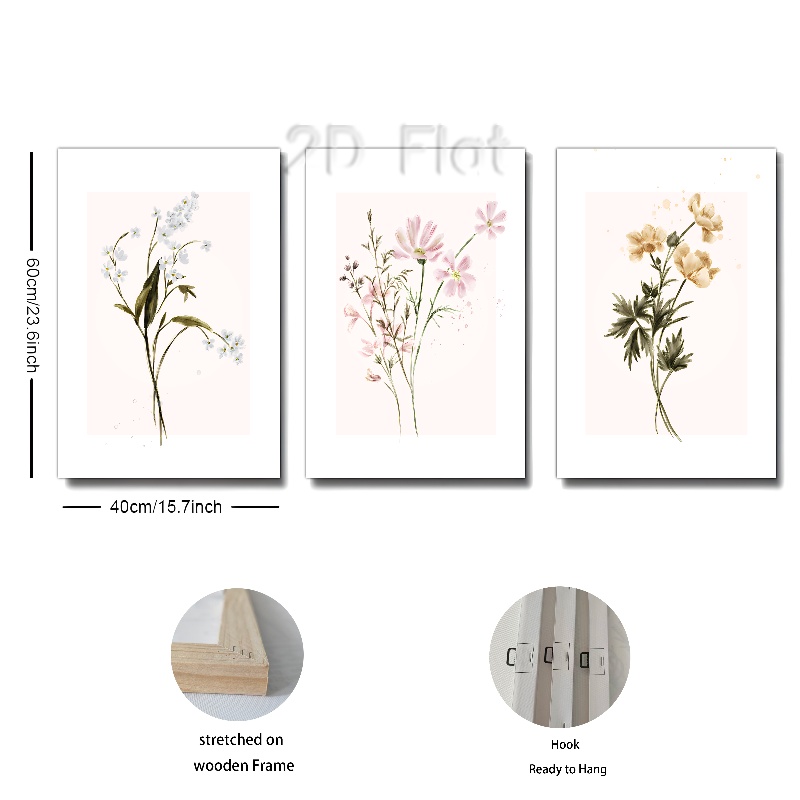 2D Flat
60cm/23.6inch
40cm/15.7inch
stretched on
wooden Frame
Hook
Ready to Hang